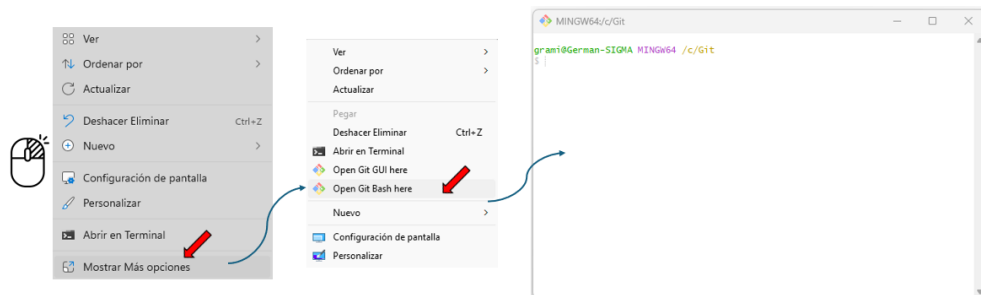 Ver
Ordenar por
Actualizar
Deshacer Eliminar Ctrl+Z
Nuevo
Configuración de pantalla
Personalizar
Abrir en Terminal
Mostrar Más opciones
Ver
Ordenar por
Actualizar
Pegar
Deshacer Eliminar Ctrl+Z
Abrir en Terminal
Open Git GUI here
Open Git Bash here
Nuevo
Configuración de pantalla
Personalizar
MINGW64:/c/Git
grami@German-SIGMA MINGW64 /c/Git
$